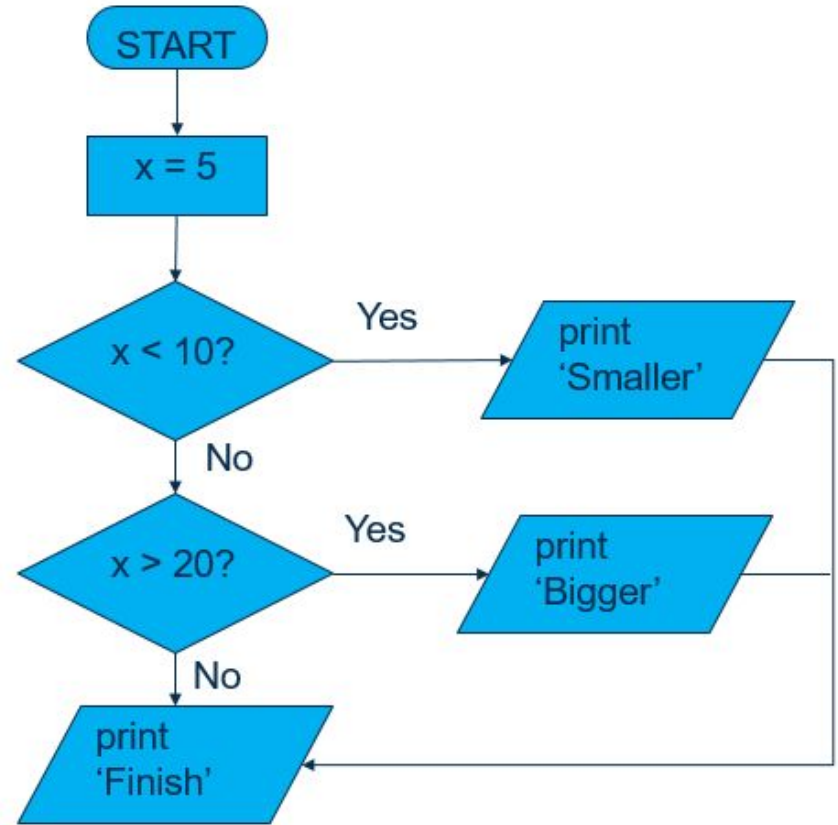 START
x = 5
x < 10?
Yes
print
‘Smaller’
No
x > 20?
Yes
print
‘Bigger’
No
print
‘Finish’